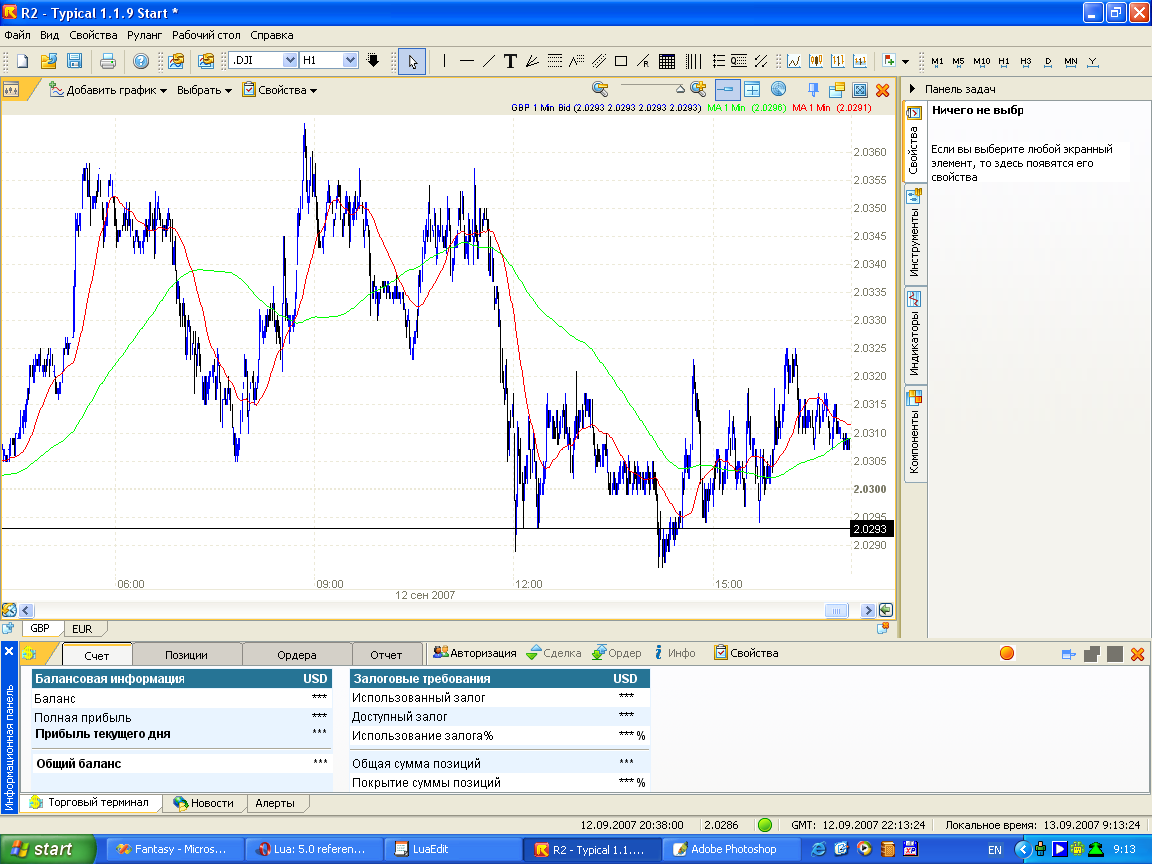 R2 - Typical 1.1.9 Start *
Файл Вид Свойства Руланг Рабочий стол Справка
.DJI H1 M1 M5 M10 H1 H3 D MN Y
Добавить график Выбрать Свойства
Панель задач
GBP 1 Min Bid (2.0293 2.0293 2.0293 2.0293) MA 1 Min (2.0296) MA 1 Min (2.0291)
Ничего не выбр
Если вы выберите любой экранный
элемент, то здесь появятся его
свойства
Свойства
Инструменты
Индикаторы
Компоненты
2.0360
2.0355
2.0350
2.0345
2.0340
2.0335
2.0330
2.0325
2.0320
2.0315
2.0310
2.0305
2.0300
2.0295
2.0293
2.0290
06:00 09:00 12:00 15:00
12 сен 2007
GBP EUR
Информационная панель
Счет Позиции Ордера Отчет Авторизация Сделка Ордер Инфо Свойства
Балансовая информация USD
Баланс ***
Полная прибыль ***
Прибыль текущего дня ***
Общий баланс ***
Залоговые требования USD
Использованный залог ***
Доступный залог ***
Использование залога% *** %
Общая сумма позиций ***
Покрытие суммы позиций *** %
Торговый терминал Новости Алерты
12.09.2007 20:38:00 2.0286 GMT: 12.09.2007 22:13:24 Локальное время: 13.09.2007 9:13:24
start Fantasy - Micros... Lua: 5.0 referen... LuaEdit R2 - Typical 1.1.... Adobe Photoshop EN 9:13